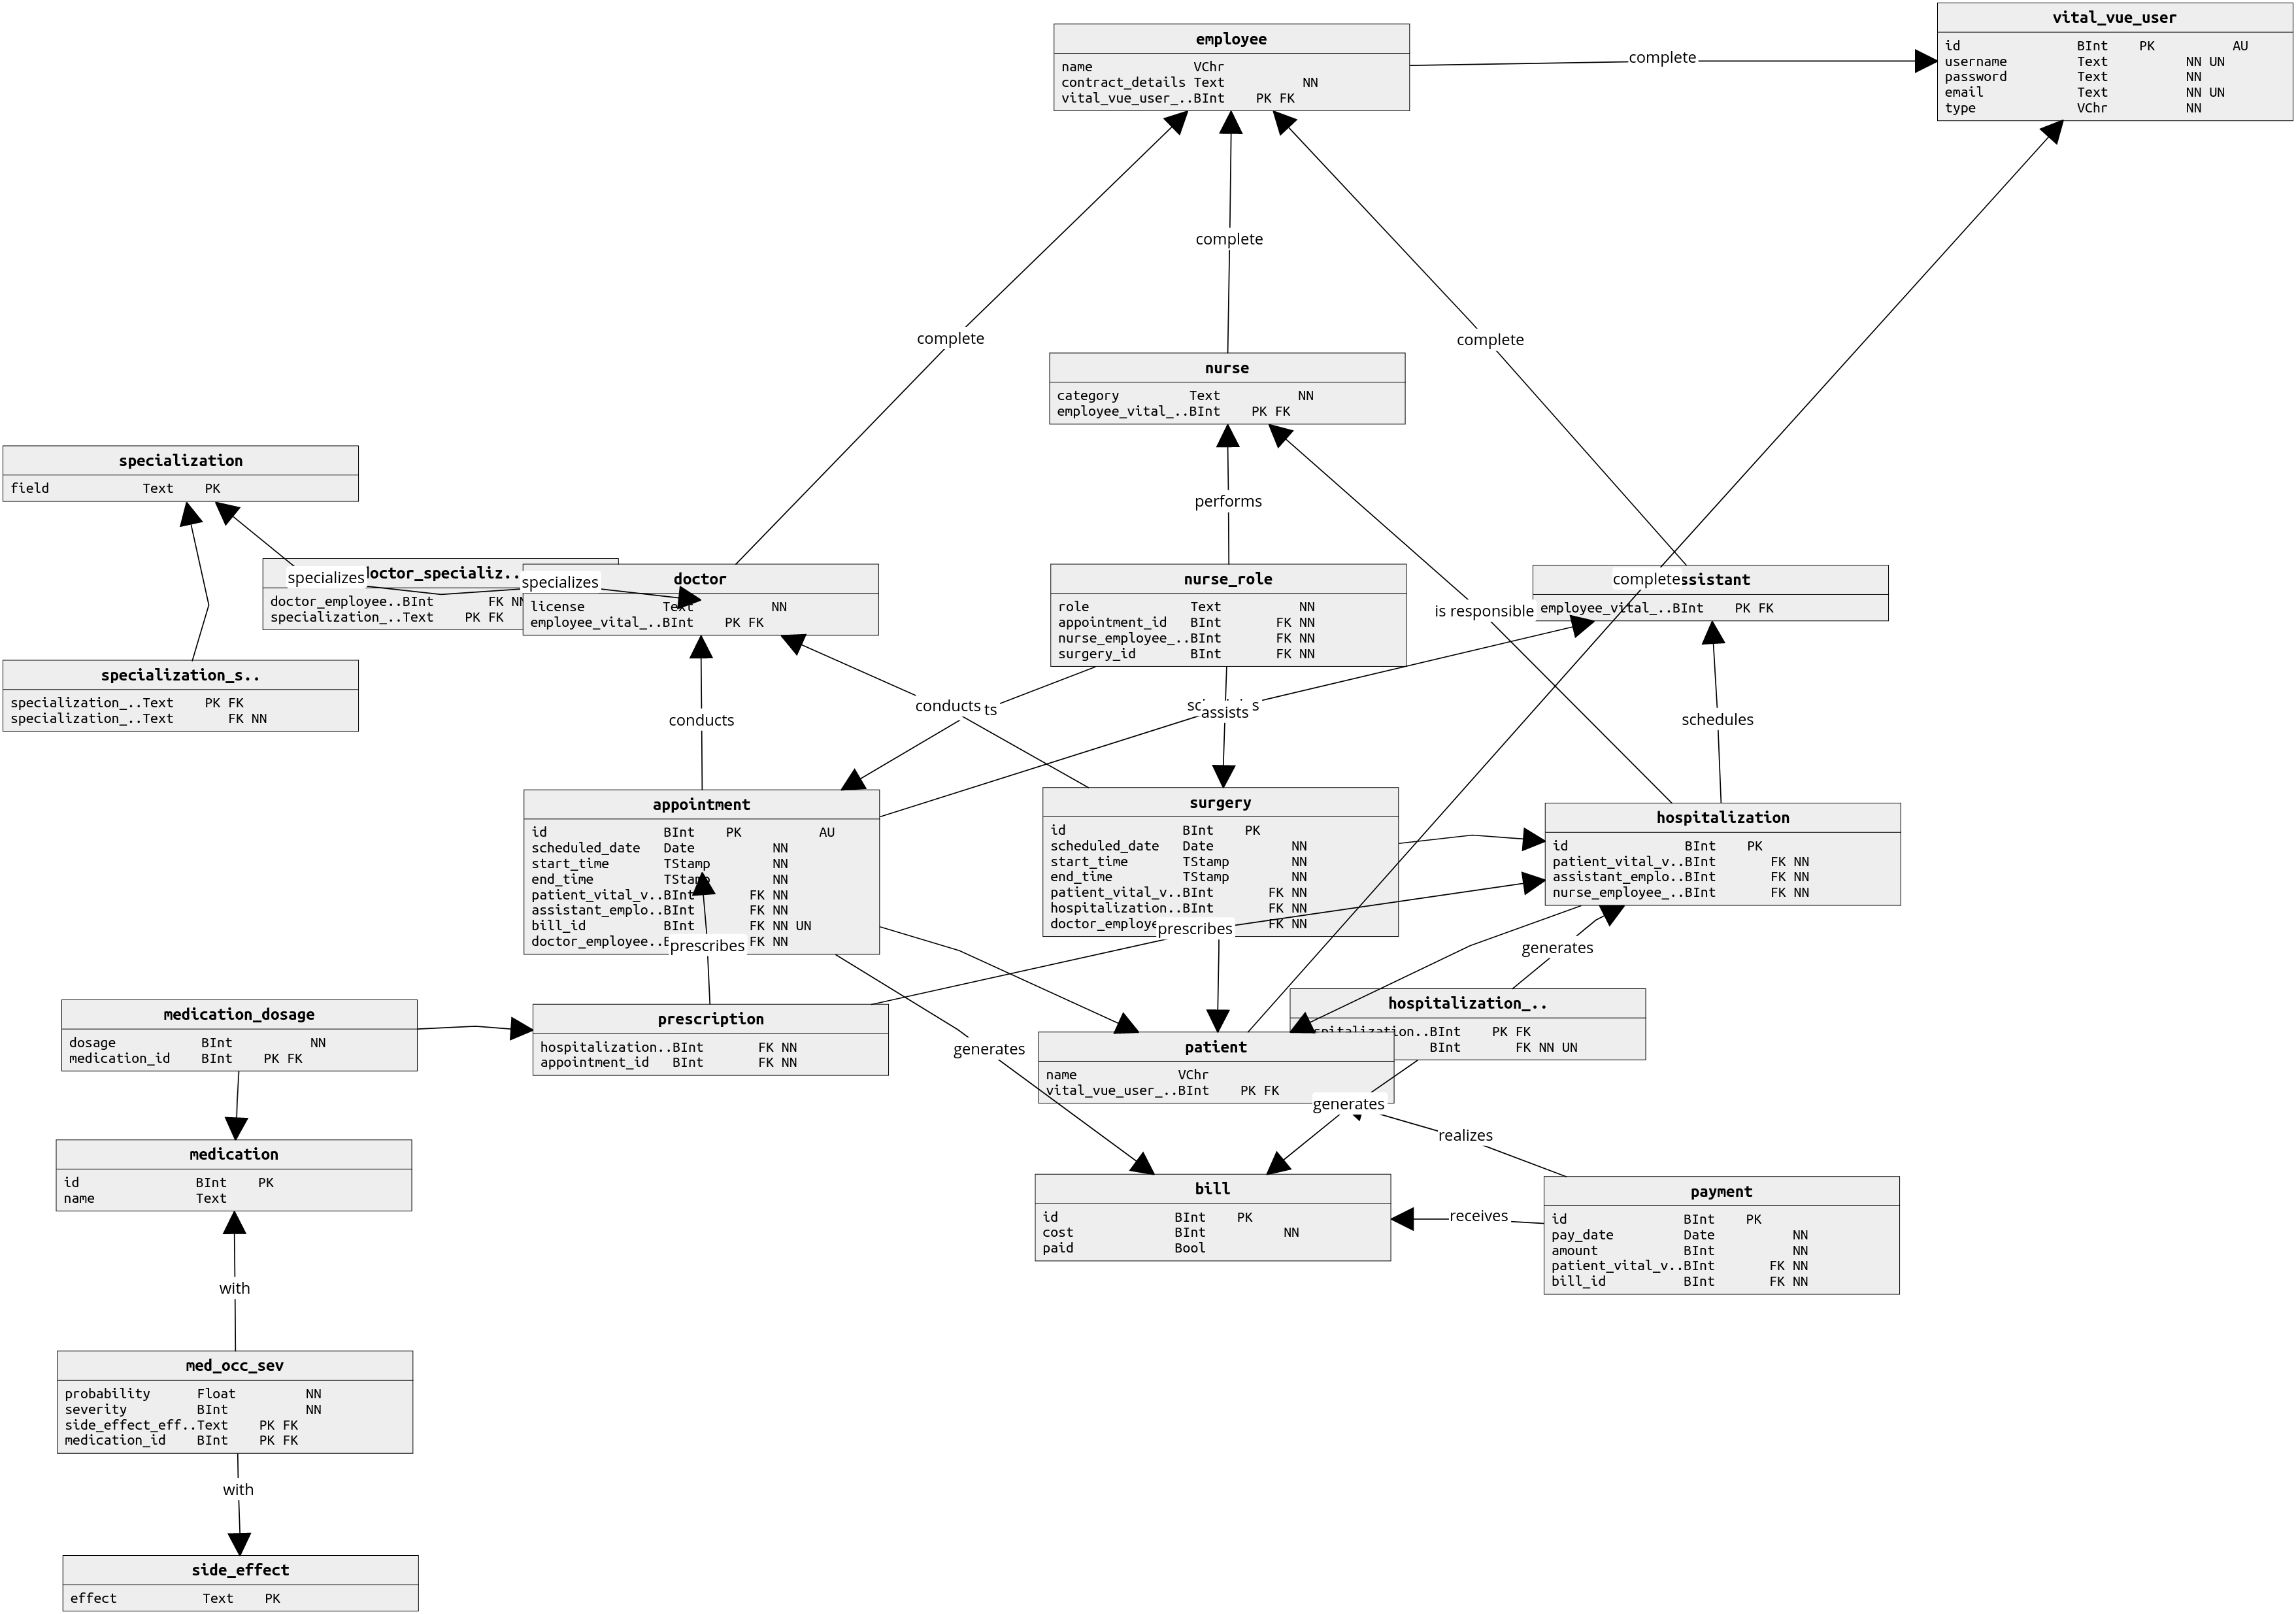 employee
name VChr
contract_details Text NN
vital_vue_user_..BInt PK FK
complete
vital_vue_user
id BInt PK AU
username Text NN UN
password Text NN
email Text NN UN
type VChr NN
complete
complete
complete
nurse
category Text NN
employee_vital_..BInt PK FK
specialization
field Text PK
performs
specializes
specializes
doctor
license Text NN
employee_vital_..BInt PK FK
doctor_employee..BInt FK NN
specialization_..Text PK FK
nurse_role
role Text NN
appointment_id BInt FK NN
nurse_employee_..BInt FK NN
surgery_id BInt FK NN
is responsible
complete
employee_vital_..BInt PK FK
specialization_s..
specialization_..Text PK FK
specialization_..Text FK NN
conducts
conducts
assists
schedules
appointment
id BInt PK AU
scheduled_date Date NN
start_time TStamp NN
end_time TStamp NN
patient_vital_v..BInt FK NN
assistant_emplo..BInt FK NN
bill_id BInt FK NN UN
doctor_employee.. FK NN
surgery
id BInt PK
scheduled_date Date NN
start_time TStamp NN
end_time TStamp NN
patient_vital_v..BInt FK NN
hospitalization..BInt FK NN
FK NN
hospitalization
id BInt PK
patient_vital_v..BInt FK NN
assistant_emplo..BInt FK NN
nurse_employee_..BInt FK NN
prescribes
prescribes
generates
medication_dosage
dosage BInt NN
medication_id BInt PK FK
prescription
hospitalization..BInt FK NN
appointment_id BInt FK NN
generates
patient
name VChr
vital_vue_user_..BInt PK FK
hospitalization_..
BInt PK FK
BInt FK NN UN
generates
realizes
medication
id BInt PK
name Text
bill
id BInt PK
cost BInt NN
paid Bool
receives
payment
id BInt PK
pay_date Date NN
amount BInt NN
patient_vital_v..BInt FK NN
bill_id BInt FK NN
with
med_occ_sev
probability Float NN
severity BInt NN
side_effect_eff..Text PK FK
medication_id BInt PK FK
with
side_effect
effect Text PK